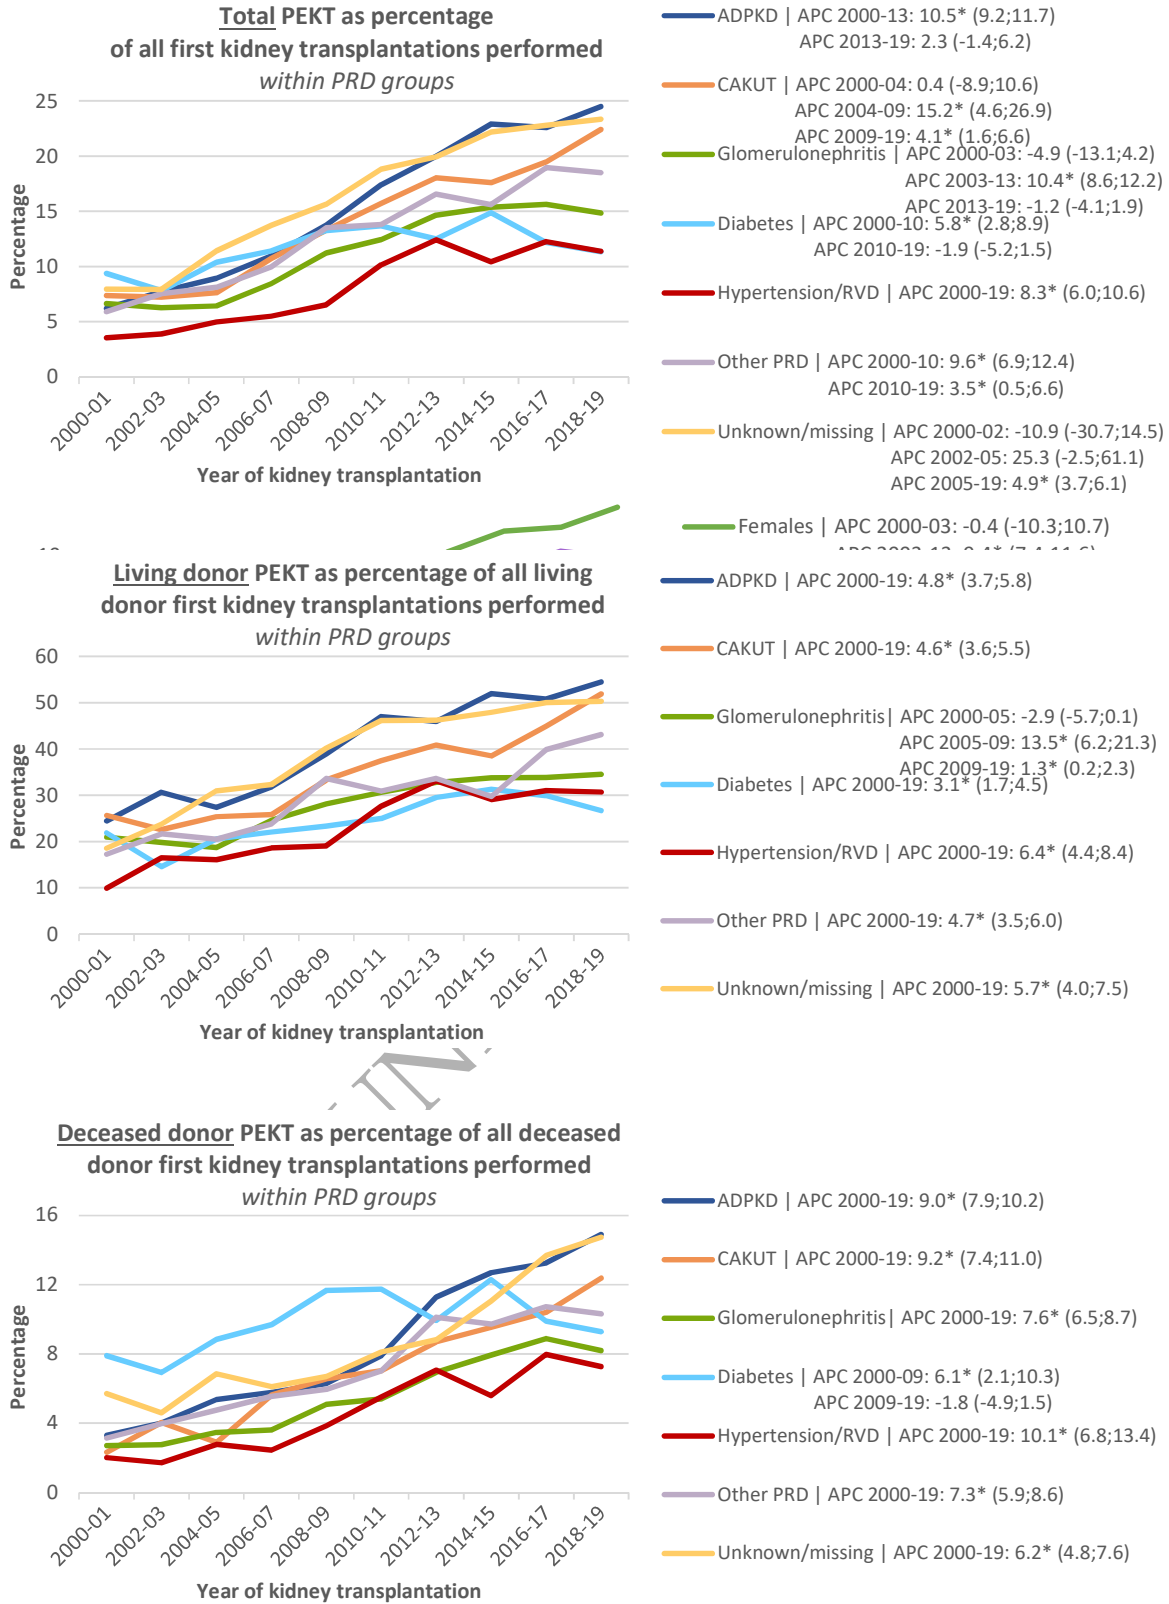 Total PEKT as percentage
of all first kidney transplantations performed
within PRD groups
25
20
15
10
5
0
Percentage
2000-01
2002-03
2004-05
2006-07
2008-09
2010-11
2012-13
2014-15
2016-17
2018-19
Year of kidney transplantation
ADPKD | APC 2000-13: 10.5* (9.2;11.7)
APC 2013-19: 2.3 (-1.4;6.2)
CAKUT | APC 2000-04: 0.4 (-8.9;10.6)
APC 2004-09: 15.2* (4.6;26.9)
APC 2009-19: 4.1* (1.6;6.6)
Glomerulonephritis | APC 2000-03: -4.9 (-13.1;4.2)
APC 2003-13: 10.4* (8.6;12.2)
APC 2013-19: -1.2 (-4.1;1.9)
Diabetes | APC 2000-10: 5.8* (2.8;8.9)
APC 2010-19: -1.9 (-5.2;1.5)
Hypertension/RVD | APC 2000-19: 8.3* (6.0;10.6)
Other PRD | APC 2000-10: 9.6* (6.9;12.4)
APC 2010-19: 3.5* (0.5;6.6)
Unknown/missing | APC 2000-02: -10.9 (-30.7;14.5)
APC 2002-05: 25.3 (-2.5;61.1)
APC 2005-19: 4.9* (3.7;6.1)
Females | APC 2000-03: -0.4 (-10.3;10.7)
Living donor PEKT as percentage of all living
donor first kidney transplantations performed
within PRD groups
60
50
40
30
20
10
0
Percentage
2000-01
2002-03
2004-05
2006-07
2008-09
2010-11
2012-13
2014-15
2016-17
2018-19
Year of kidney transplantation
ADPKD | APC 2000-19: 4.8* (3.7;5.8)
CAKUT | APC 2000-19: 4.6* (3.6;5.5)
Glomerulonephritis| APC 2000-05: -2.9 (-5.7;0.1)
APC 2005-09: 13.5* (6.2;21.3)
APC 2009-19: 1.3* (0.2;2.3)
Diabetes | APC 2000-19: 3.1* (1.7;4.5)
Hypertension/RVD | APC 2000-19: 6.4* (4.4;8.4)
Other PRD | APC 2000-19: 4.7* (3.5;6.0)
Unknown/missing | APC 2000-19: 5.7* (4.0;7.5)
Deceased donor PEKT as percentage of all deceased
donor first kidney transplantations performed
within PRD groups
16
12
8
4
0
Percentage
2000-01
2002-03
2004-05
2006-07
2008-09
2010-11
2012-13
2014-15
2016-17
2018-19
Year of kidney transplantation
ADPKD | APC 2000-19: 9.0* (7.9;10.2)
CAKUT | APC 2000-19: 9.2* (7.4;11.0)
Glomerulonephritis| APC 2000-19: 7.6* (6.5;8.7)
Diabetes | APC 2000-09: 6.1* (2.1;10.3)
APC 2009-19: -1.8 (-4.9;1.5)
Hypertension/RVD | APC 2000-19: 10.1* (6.8;13.4)
Other PRD | APC 2000-19: 7.3* (5.9;8.6)
Unknown/missing | APC 2000-19: 6.2* (4.8;7.6)